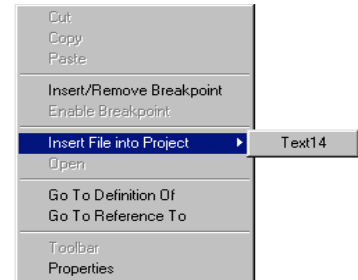 Cut
Copy
Paste
Insert/Remove Breakpoint
Enable Breakpoint
Insert File into Project
Text14
Open
Go To Definition Of
Go To Reference To
Toolbar
Properties